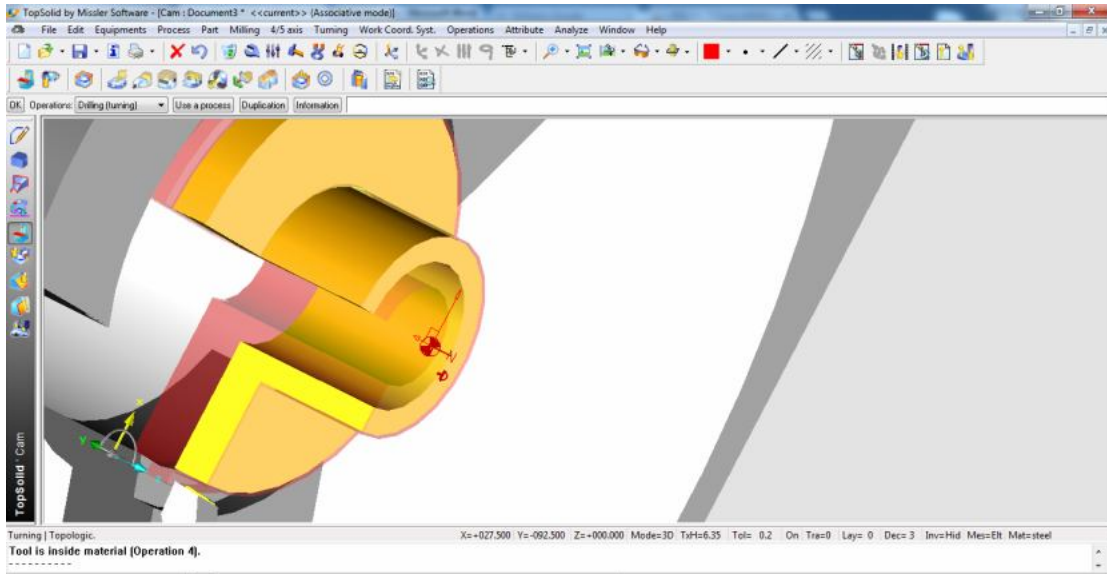 TopSolid by Missler Software - [Cam : Document3 * <<current>> (Associative mode)]
File Edit Equipments Process Part Milling 4/5 axis Turning Work Coord. Syst. Operations Attribute Analyze Window Help
OK Operations: Drilling (turning) Use a process Duplication Information
x
y
N
TopSolid'Cam
Turning | Topologic. X=+027.500 Y=-092.500 Z=+000.000 Mode=3D TxH=6.35 Tol= 0.2 On Tra=0 Lay= 0 Dec= 3 Inv=Hid Mes=Elt Mat=steel
Tool is inside material (Operation 4).
----------